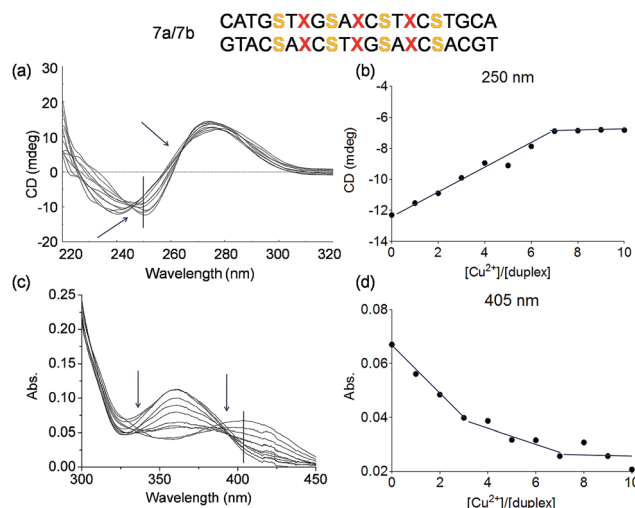 7a/7b
CATGSTXGSAXCSTXCSTGCA
GTACSAXCSTXGSAXCSACGT
(a)
CD (mdeg)
20
15
10
0
-10
-20
220 240 260 280 300 320
Wavelength (nm)
(b)
250 nm
CD (mdeg)
-4
-6
-8
-10
-12
-14
0 2 4 6 8 10
[Cu²⁺]/[duplex]
(c)
Abs.
0.25
0.20
0.15
0.10
0.05
0.00
300 350 400 450
Wavelength (nm)
(d)
405 nm
Abs.
0.08
0.06
0.04
0.02
0 2 4 6 8 10
[Cu²⁺]/[duplex]